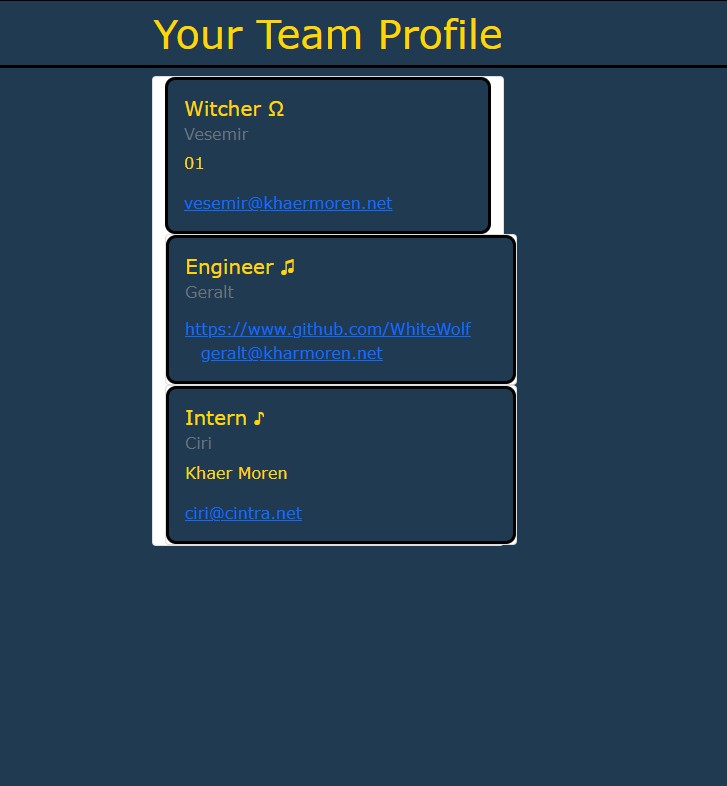 Your Team Profile
Witcher Ω
Vesemir
01
vesemir@khaermoren.net
Engineer ♫
Geralt
https://www.github.com/WhiteWolf
geralt@kharmoren.net
Intern ♪
Ciri
Khaer Moren
ciri@cintra.net